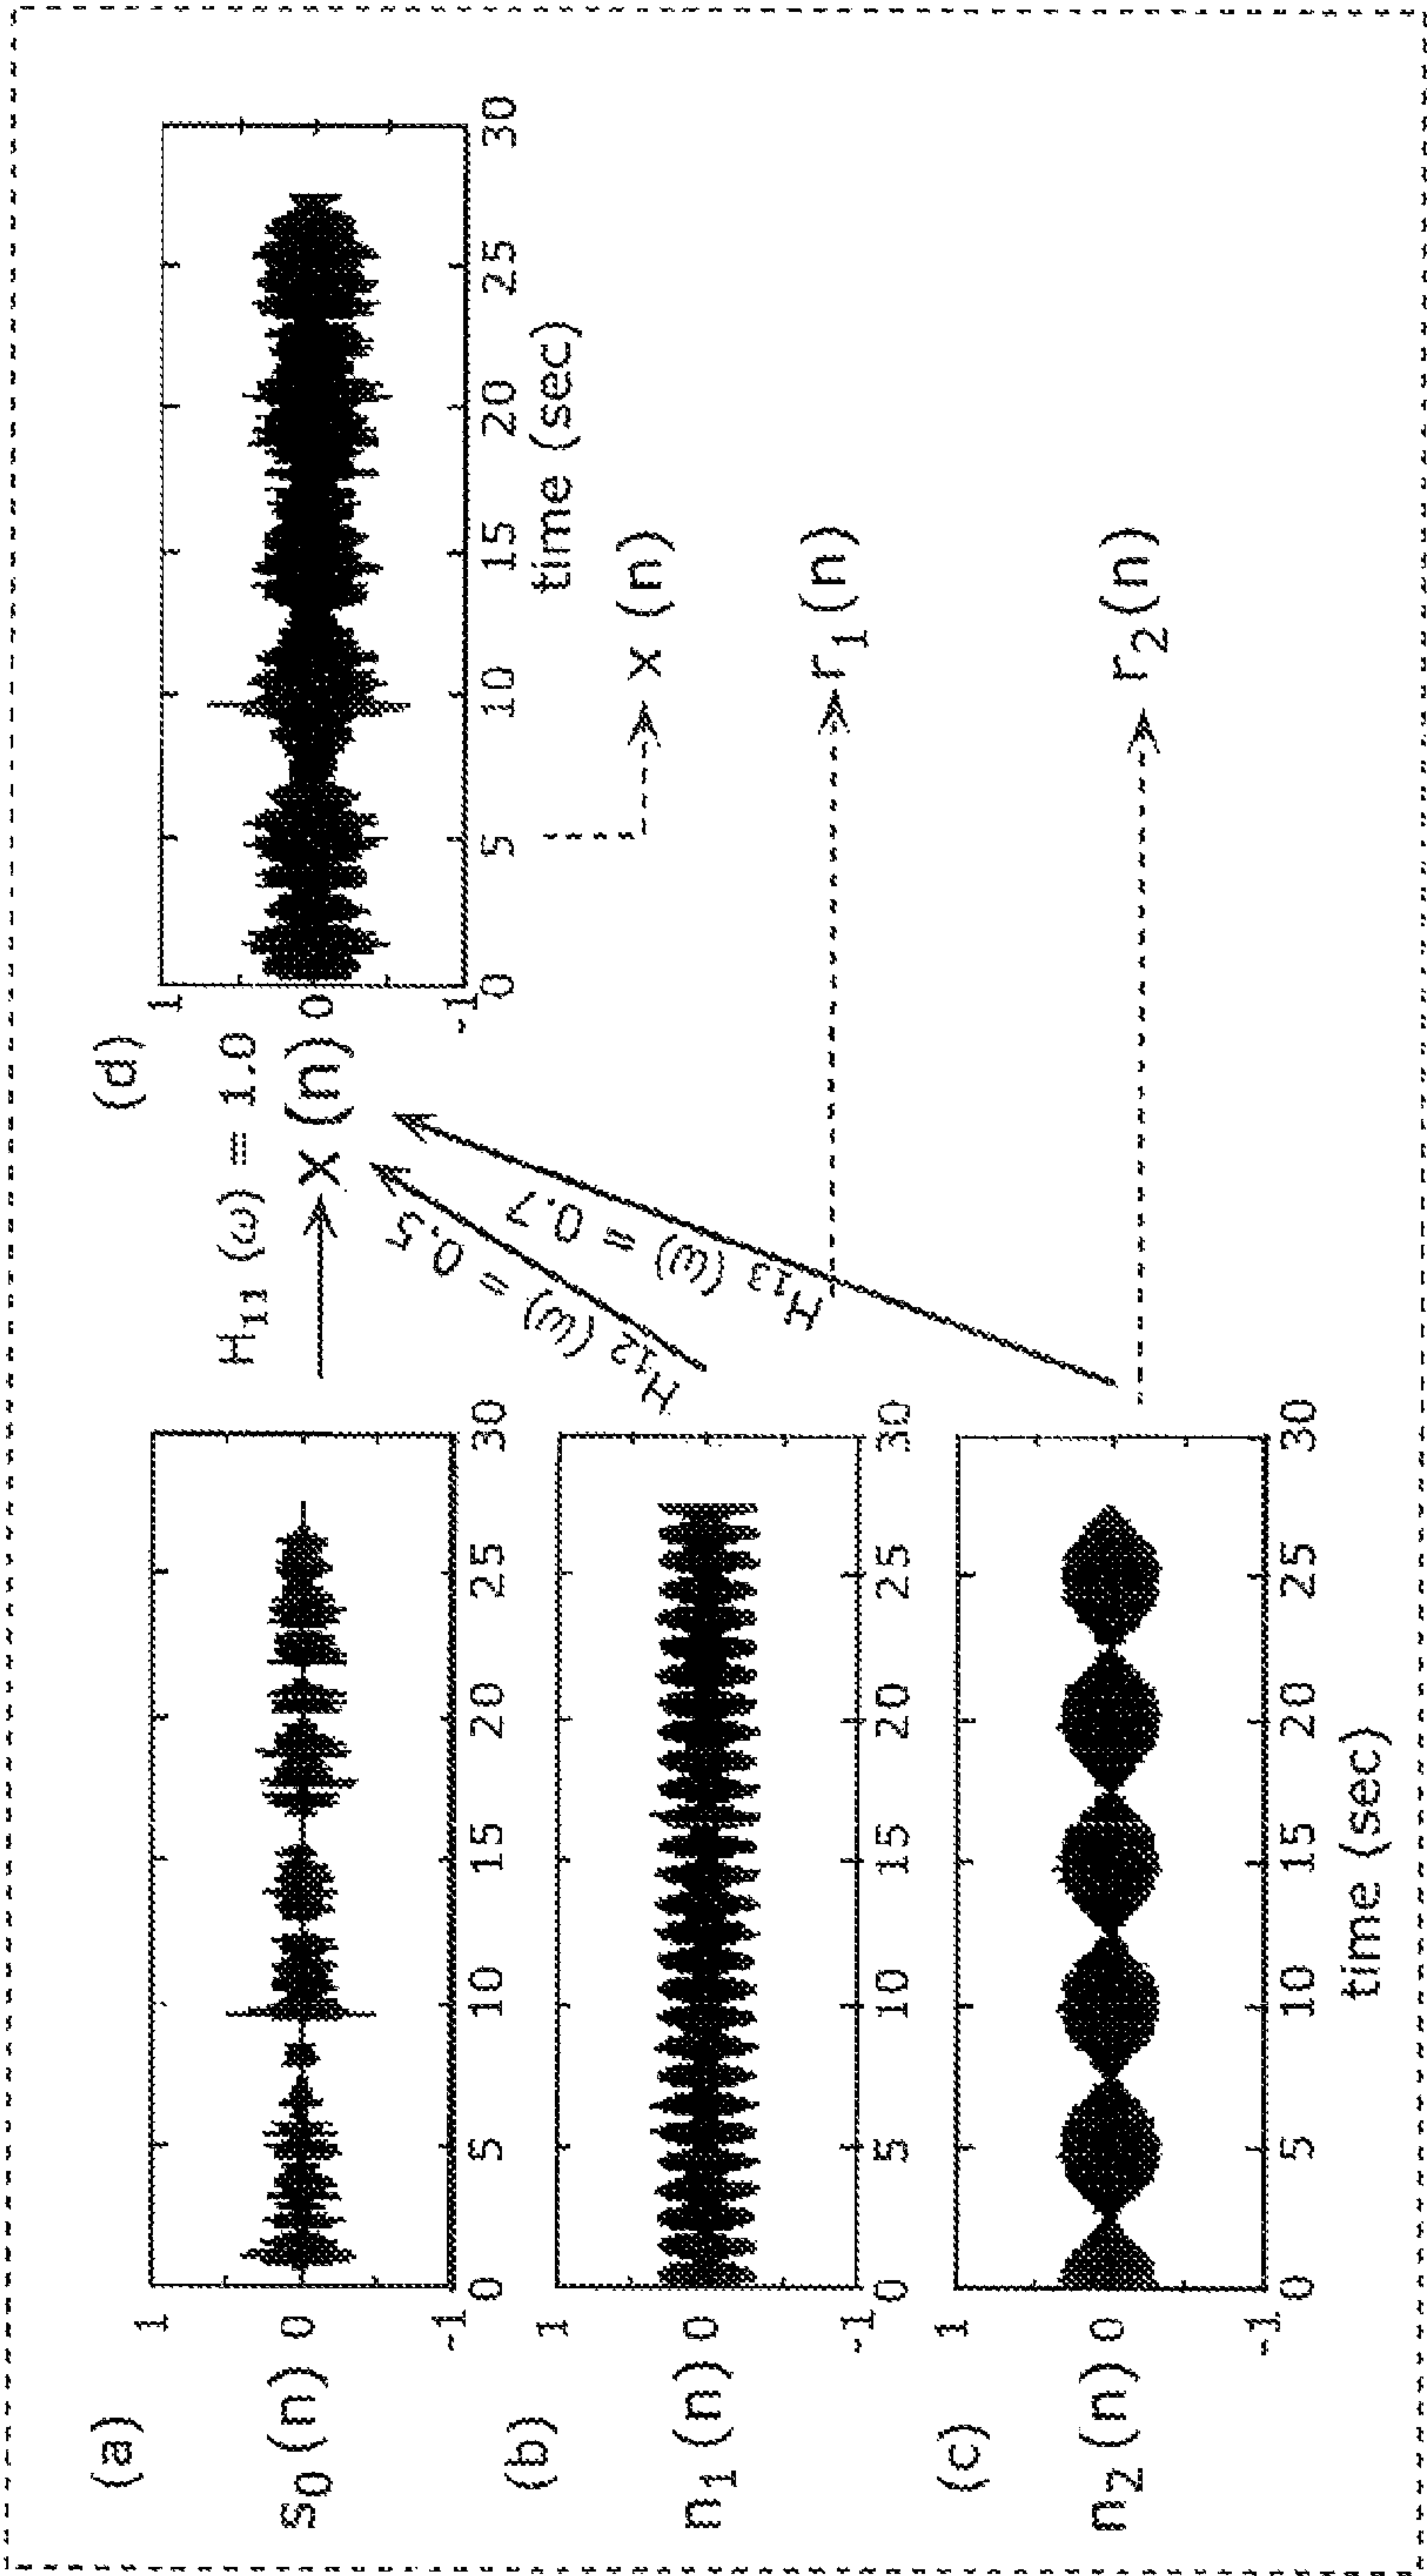 (a)
s0 (n)
1
0
-1
0 5 10 15 20 25 30
(b)
n1 (n)
1
0
-1
0 5 10 15 20 25 30
(c)
n2 (n)
1
0
-1
0 5 10 15 20 25 30
time (sec)
H11 (ω) = 1.0
x (n)
H12 (ω) = 0.5
H13 (ω) = 0.7
(d)
1
0
-1
0 5 10 15 20 25 30
time (sec)
x (n)
r1 (n)
r2 (n)